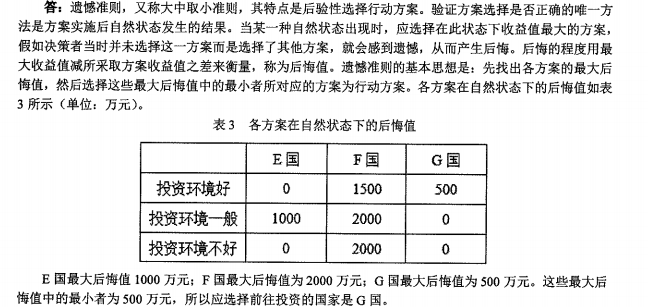 答：遗憾准则，又称大中取小准则，其特点是后验性选择行动方案。验证方案选择是否正确的唯一方
法是方案实施后自然状态发生的结果。当某一种自然状态出现时，应选择在此状态下收益值最大的方案，
假如决策者当时并未选择这一方案而是选择了其他方案，就会感到遗憾，从而产生后悔。后悔的程度用最
大收益值减所采取方案收益值之差来衡量，称为后悔值。遗憾准则的基本思想是：先找出各方案的最大后
悔值，然后选择这些最大后悔值中的最小者所对应的方案为行动方案。各方案在自然状态下的后悔值如表
3 所示（单位：万元）。
表 3 各方案在自然状态下的后悔值
E 国 F 国 G 国
投资环境好 0 1500 500
投资环境一般 1000 2000 0
投资环境不好 0 2000 0
E 国最大后悔值 1000 万元；F 国最大后悔值为 2000 万元；G 国最大后悔值为 500 万元。这些最大后
悔值中的最小者为 500 万元，所以应选择前往投资的国家是 G 国。